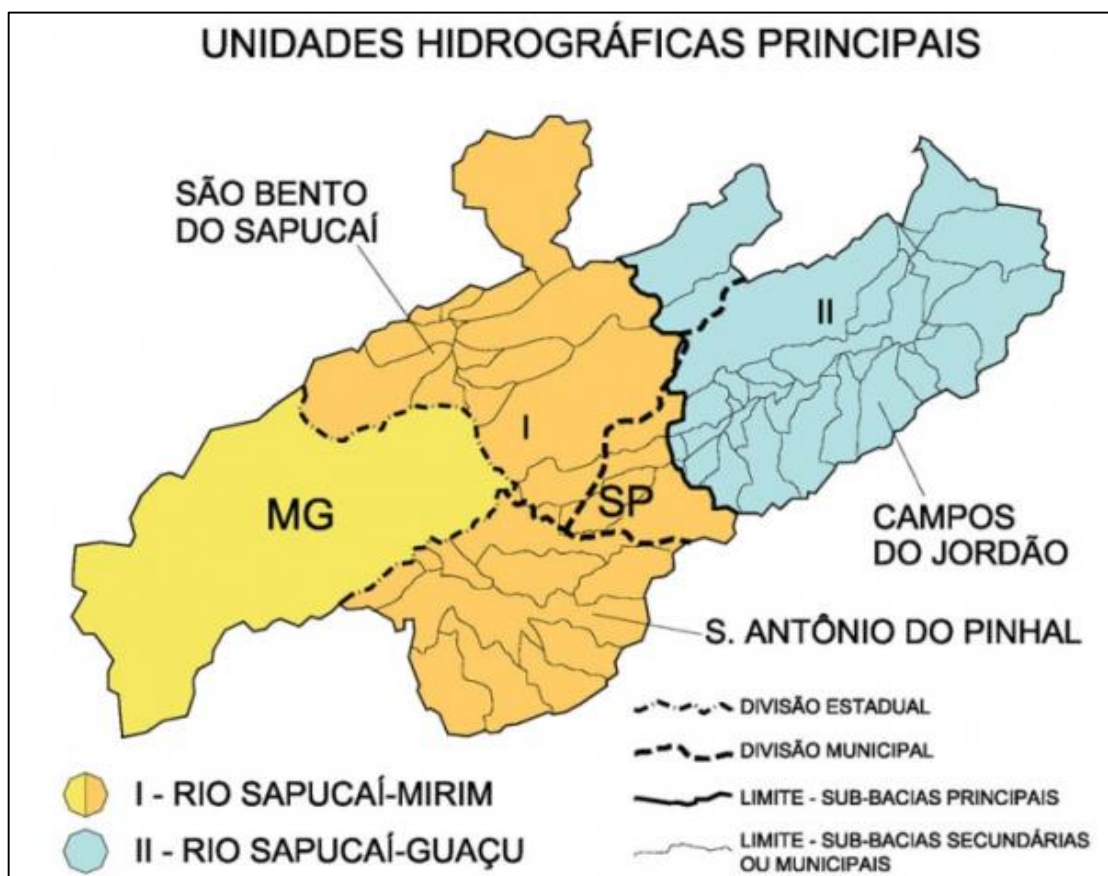 UNIDADES HIDROGRÁFICAS PRINCIPAIS
SÃO BENTO
DO SAPUCAÍ
II
I
SP
MG
CAMPOS
DO JORDÃO
S. ANTÔNIO DO PINHAL
DIVISÃO ESTADUAL
DIVISÃO MUNICIPAL
I - RIO SAPUCAÍ-MIRIM
LIMITE - SUB-BACIAS PRINCIPAIS
II - RIO SAPUCAÍ-GUAÇU
LIMITE - SUB-BACIAS SECUNDÁRIAS
OU MUNICIPAIS